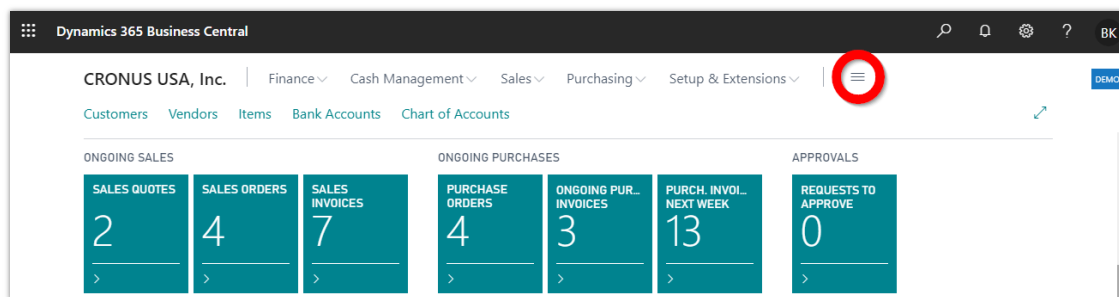 Dynamics 365 Business Central
BK
CRONUS USA, Inc.
Finance
Cash Management
Sales
Purchasing
Setup & Extensions
DEMO
Customers
Vendors
Items
Bank Accounts
Chart of Accounts
ONGOING SALES
SALES QUOTES
2
SALES ORDERS
4
SALES
INVOICES
7
ONGOING PURCHASES
PURCHASE
ORDERS
4
ONGOING PUR...
INVOICES
3
PURCH. INVOI...
NEXT WEEK
13
APPROVALS
REQUESTS TO
APPROVE
0